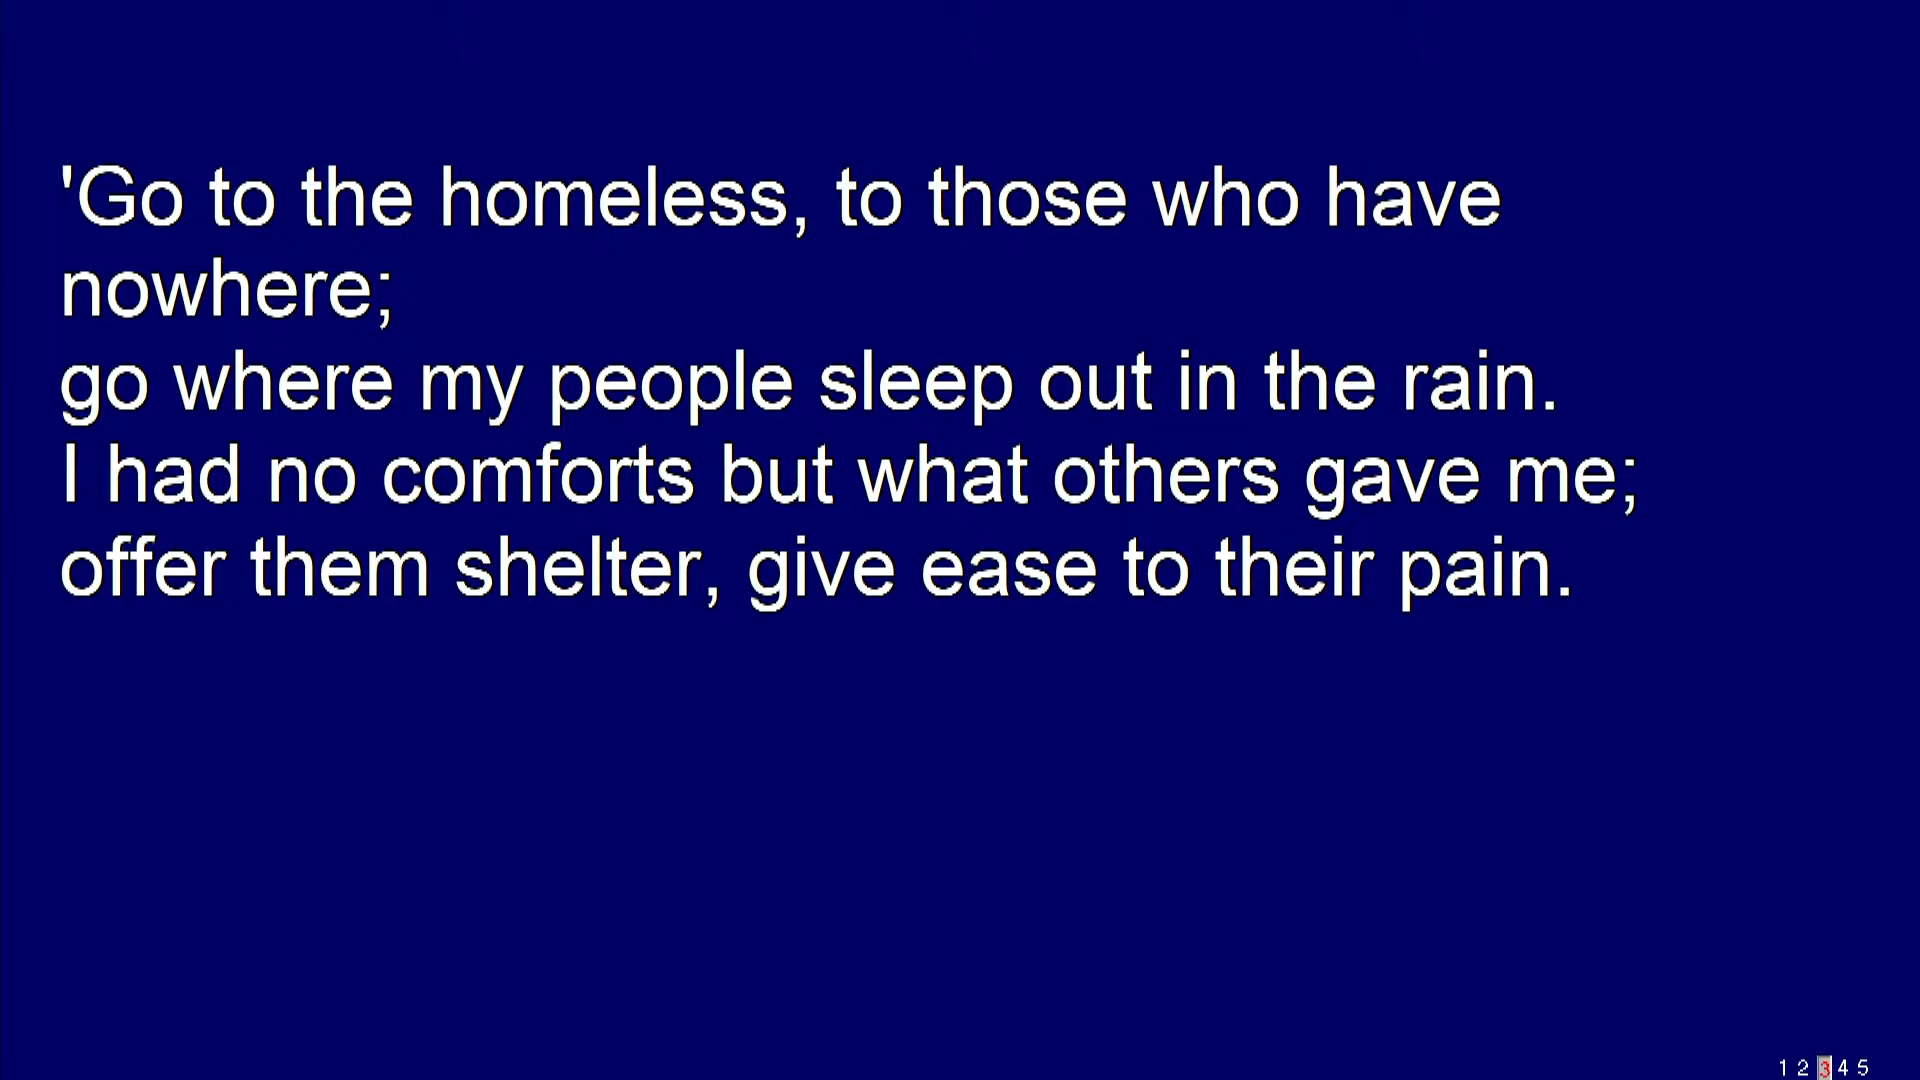 'Go to the homeless, to those who have
nowhere;
go where my people sleep out in the rain.
I had no comforts but what others gave me;
offer them shelter, give ease to their pain.
1 2 3 4 5